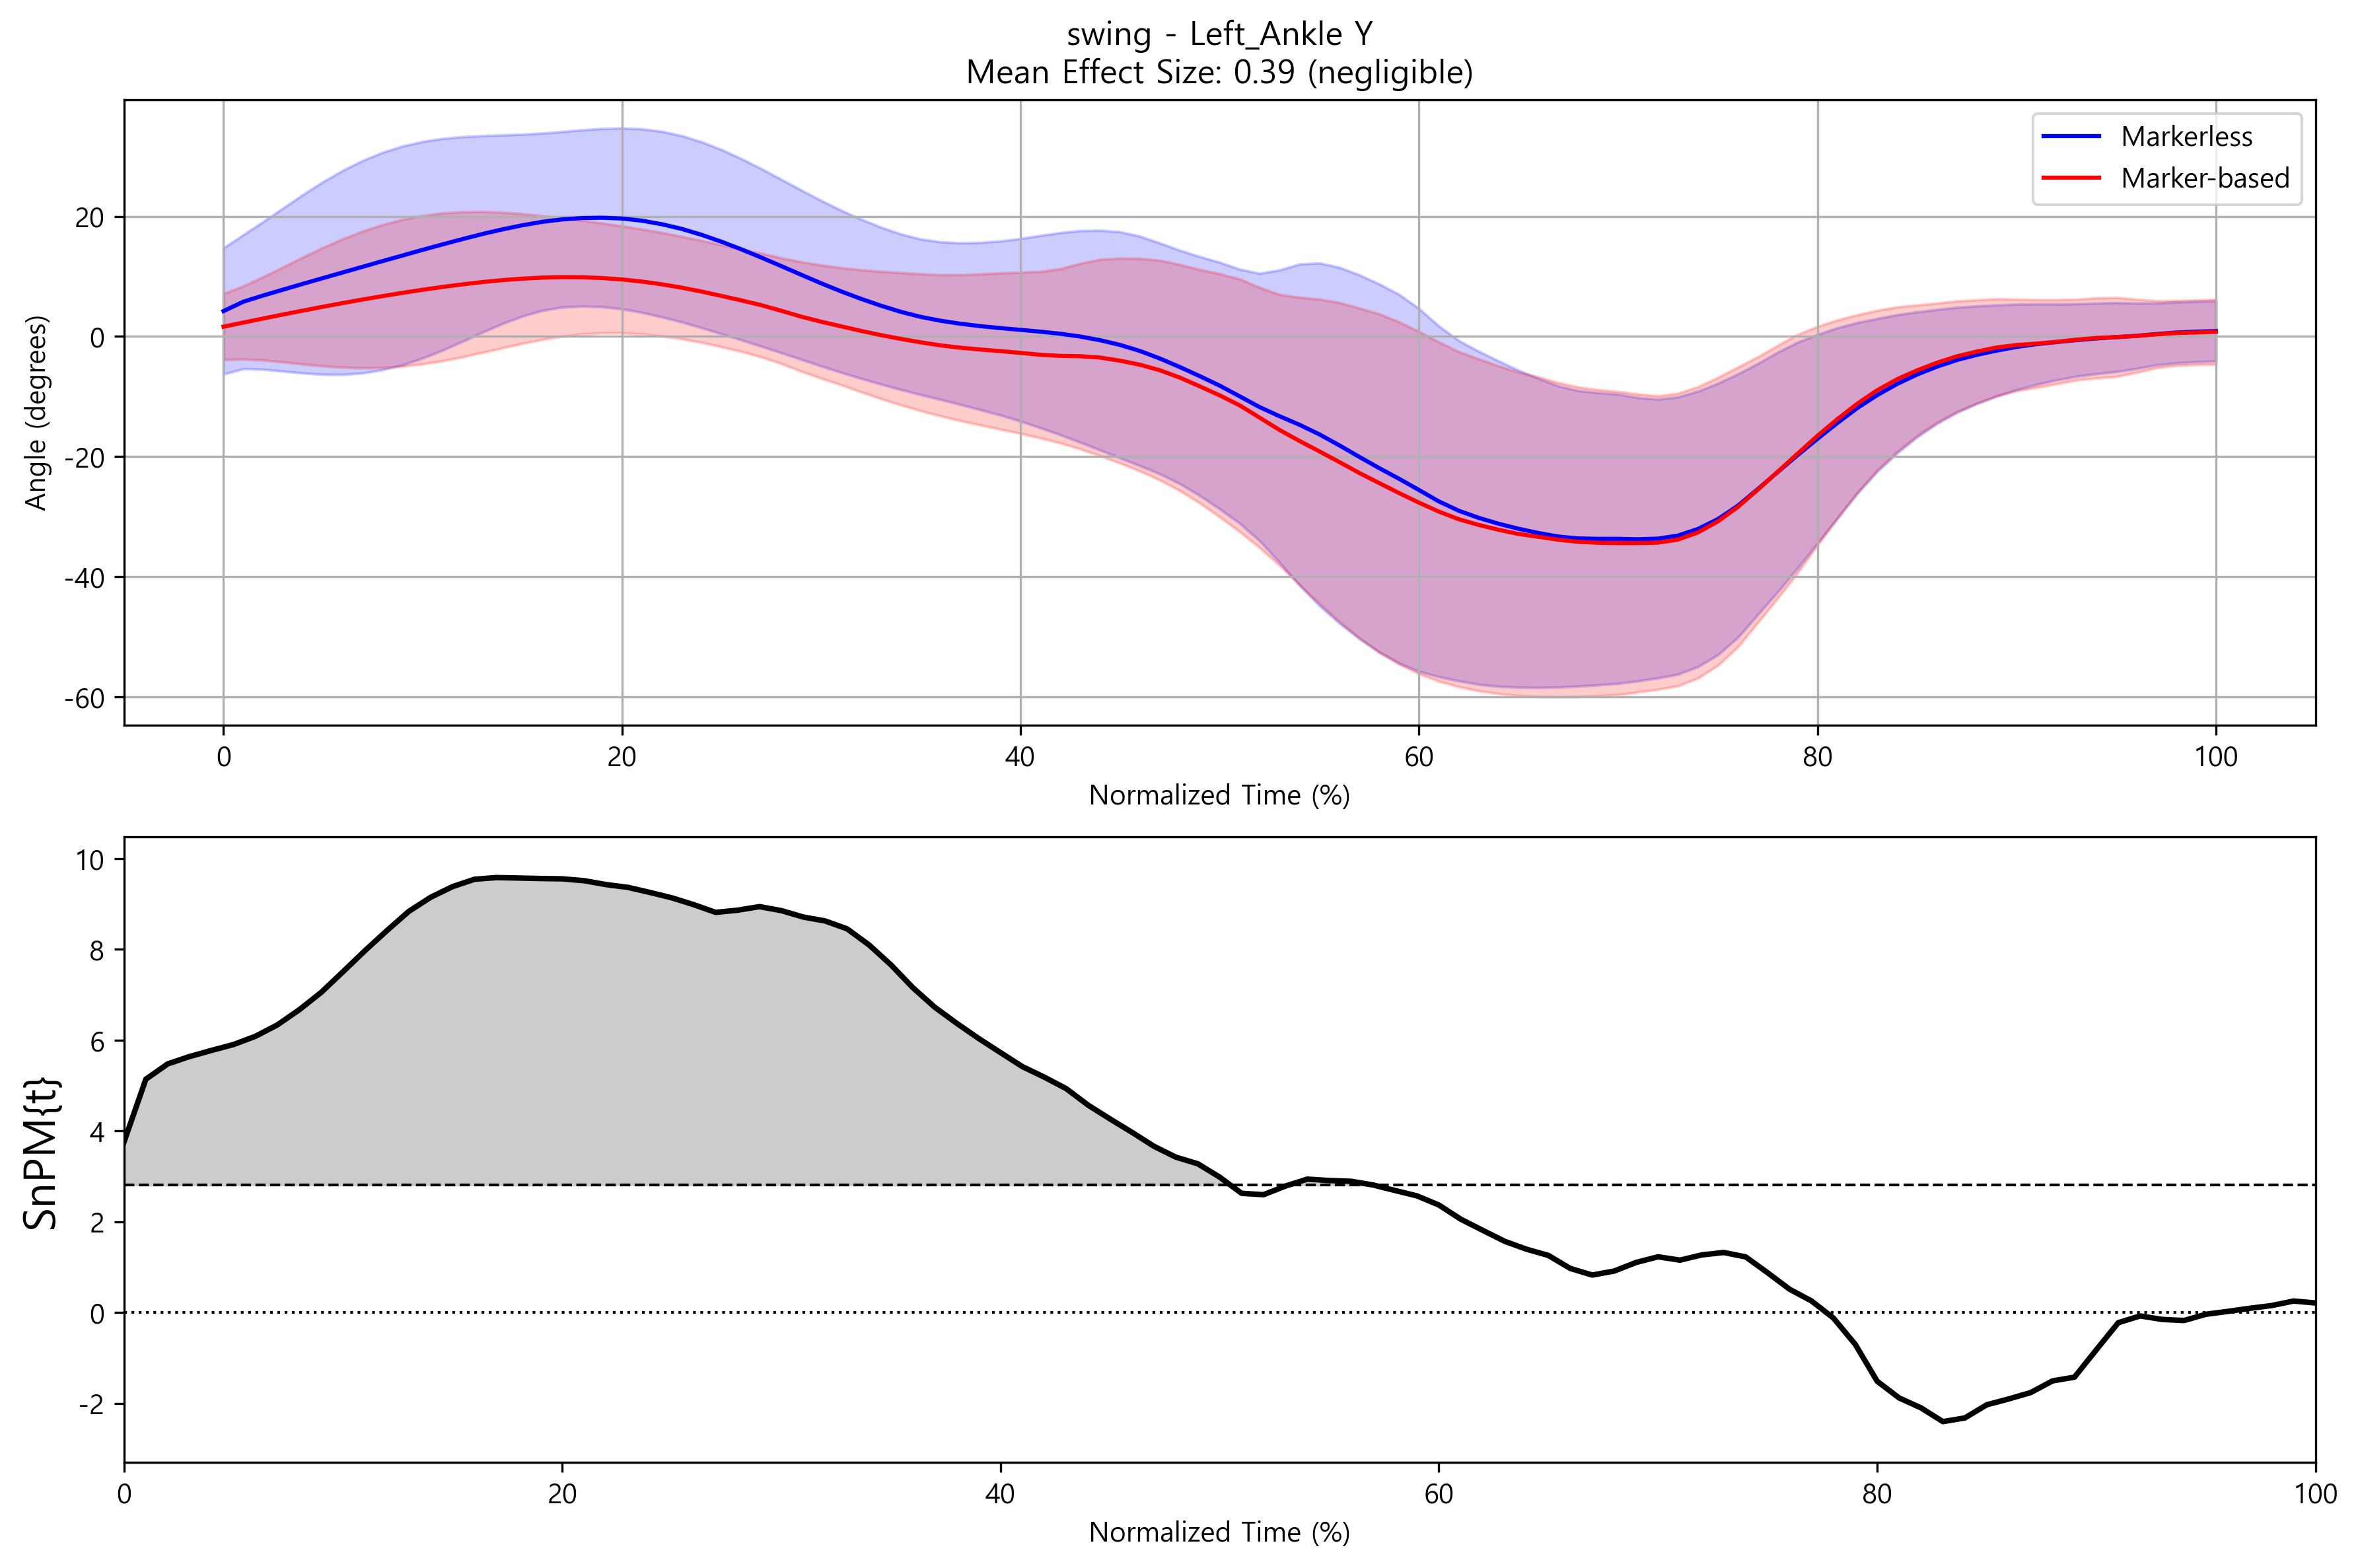 swing - Left_Ankle Y
Mean Effect Size: 0.39 (negligible)
Markerless
Marker-based
Angle (degrees)
20
0
-20
-40
-60
0 20 40 60 80 100
Normalized Time (%)
SnPM{t}
10
8
6
4
2
0
-2
0 20 40 60 80 100
Normalized Time (%)